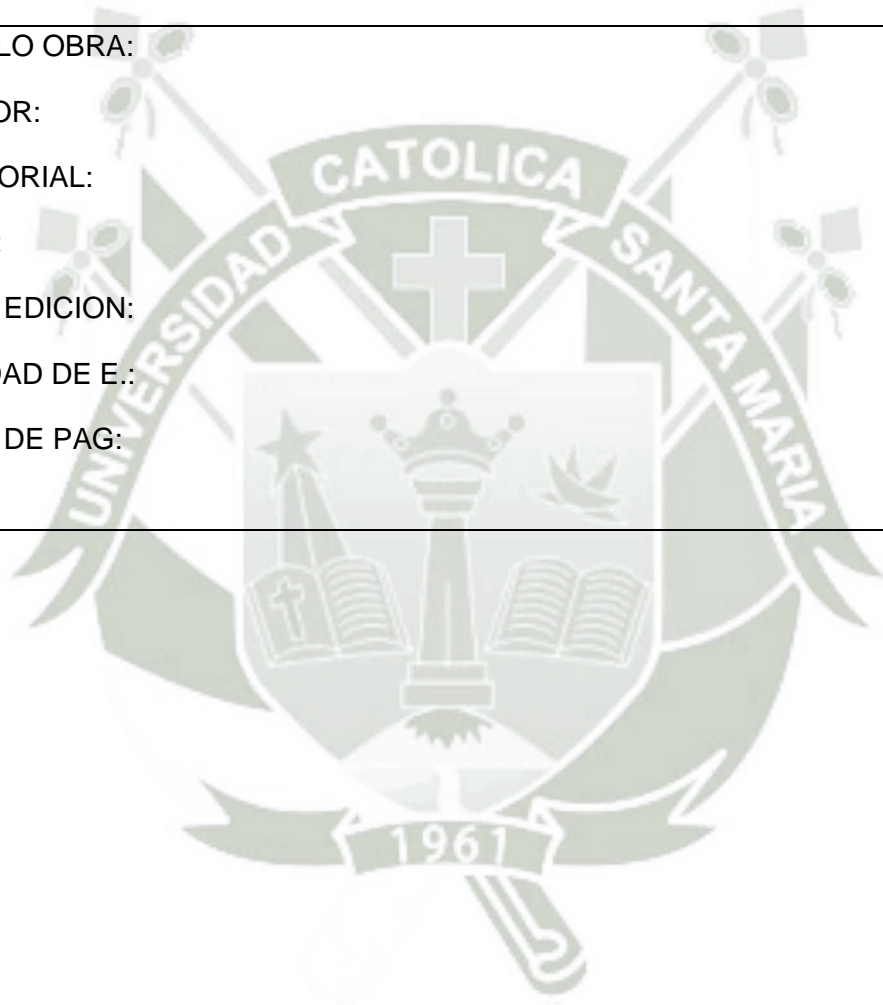 LO OBRA:
OR:
ORIAL:
:
EDICION:
DAD DE E.:
DE PAG:
UNIVERSIDAD CATOLICA SANTA MARIA
1961